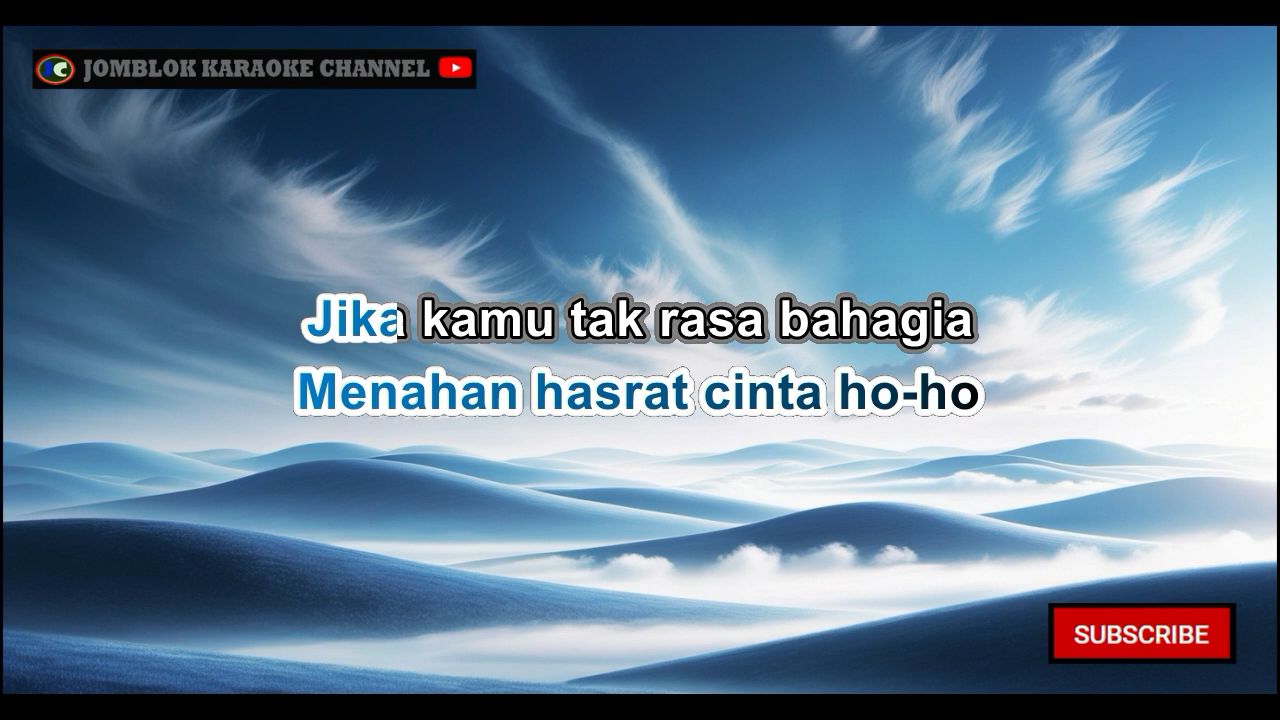 JOMBLOK KARAOKE CHANNEL
Jika kamu tak rasa bahagia
Menahan hasrat cinta ho-ho
SUBSCRIBE